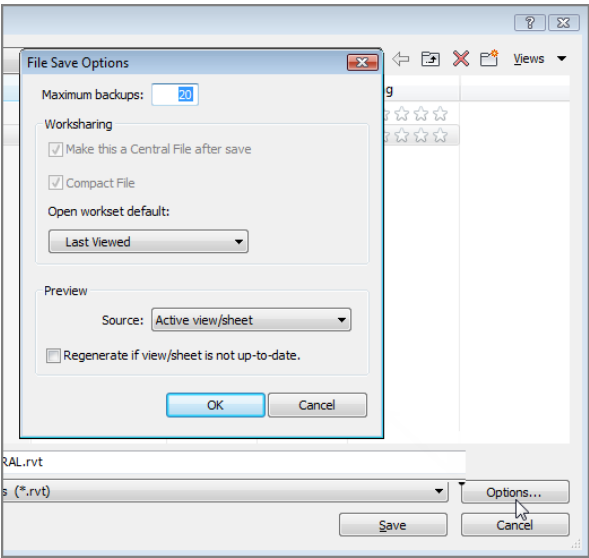 Views
File Save Options
g
Maximum backups: 20
Worksharing
Make this a Central File after save
Compact File
Open workset default:
Last Viewed
Preview
Source: Active view/sheet
Regenerate if view/sheet is not up-to-date.
OK Cancel
RAL.rvt
s (*.rvt)
Options...
Save Cancel